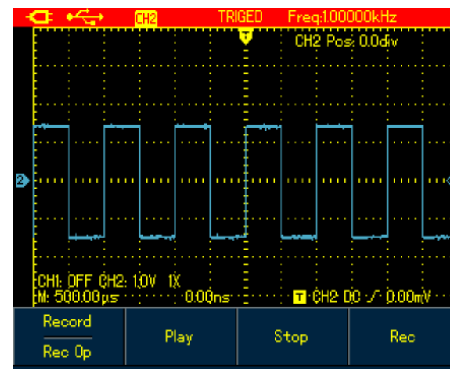 CH2 TRIGED Freq:1.00000kHz
T
CH2 Pos: 0.0div
2
CH1: OFF CH2: 1.0V 1X
M: 500.00μs 0.00ns T CH2 DC 0.00mV
Record Play Stop Rec
Rec Op